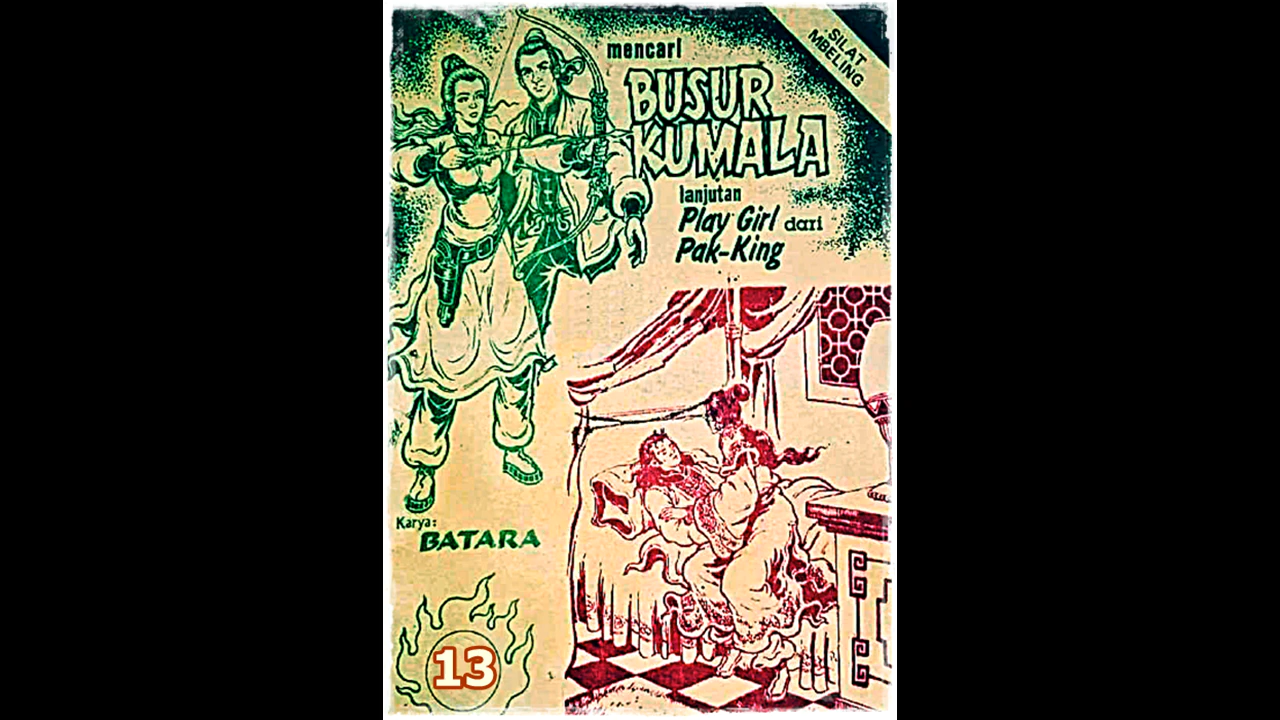 mencari
SILAT
MBELING
BUSUR
KUMALA
lanjutan
Play Girl dari
Pak-King
Karya:
BATARA
13